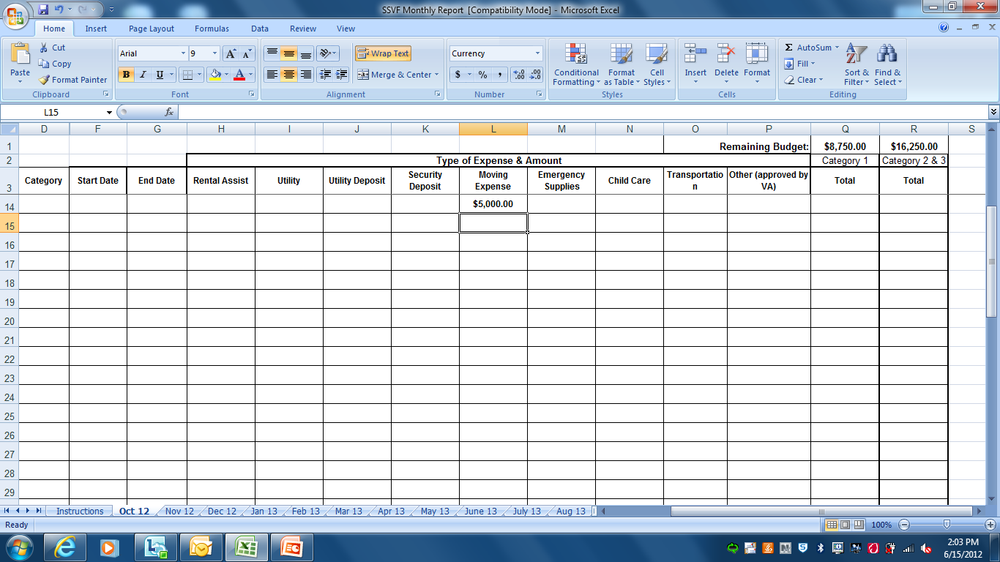 SSVF Monthly Report [Compatibility Mode] - Microsoft Excel
Home Insert Page Layout Formulas Data Review View
Paste Cut Copy Format Painter
Arial 9 A A
B I U A
Wrap Text
Merge & Center
Currency
$ % , .00 .0
Conditional Formatting
Format as Table
Cell Styles
Insert Delete Format
Σ AutoSum
Fill
Clear
Sort & Filter
Find & Select
Clipboard Font Alignment Number Styles Cells Editing
L15 fx
D F G H I J K L M N O P Q R S
1 Remaining Budget: $8,750.00 $16,250.00
2 Type of Expense & Amount Category 1 Category 2 & 3
3 Category Start Date End Date Rental Assist Utility Utility Deposit Security Deposit Moving Expense Emergency Supplies Child Care Transportation Other (approved by VA) Total Total
14 $5,000.00
15
16
17
18
19
20
21
22
23
24
25
26
27
28
29
Instructions Oct 12 Nov 12 Dec 12 Jan 13 Feb 13 Mar 13 Apr 13 May 13 June 13 July 13 Aug 13
Ready 100%
2:03 PM
6/15/2012